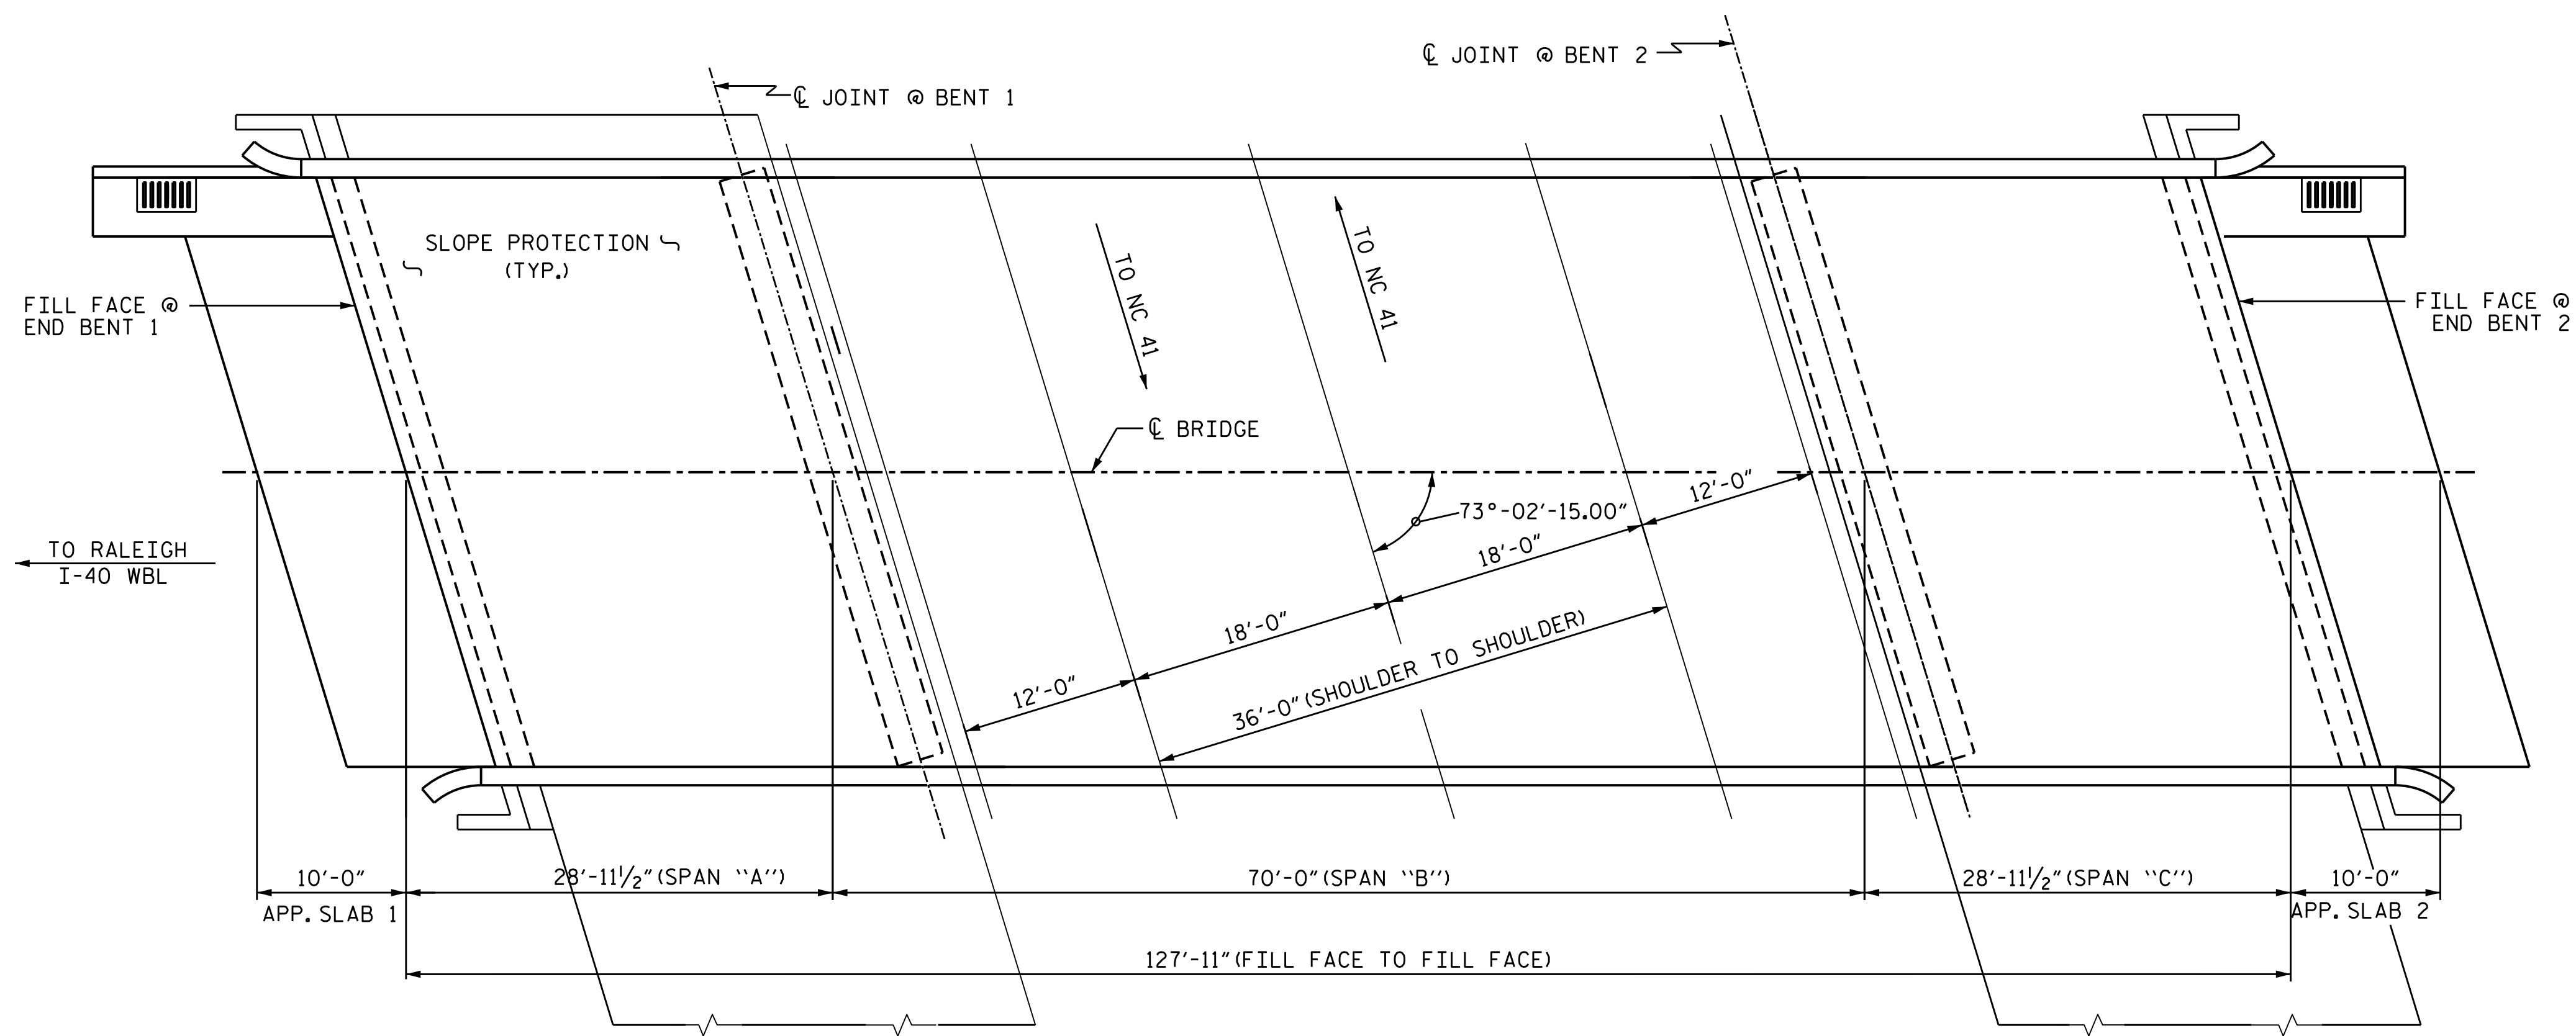 ℄ JOINT @ BENT 2
℄ JOINT @ BENT 1
SLOPE PROTECTION
(TYP.)
TO NC 41
TO NC 41
FILL FACE @
END BENT 1
FILL FACE @
END BENT 2
℄ BRIDGE
12'-0"
73°-02'-15.00"
18'-0"
TO RALEIGH
I-40 WBL
18'-0"
36'-0" (SHOULDER TO SHOULDER)
12'-0"
10'-0"
28'-11½" (SPAN ‘‘A’’)
70'-0" (SPAN ‘‘B’’)
28'-11½" (SPAN ‘‘C’’)
10'-0"
APP. SLAB 1
APP. SLAB 2
127'-11" (FILL FACE TO FILL FACE)